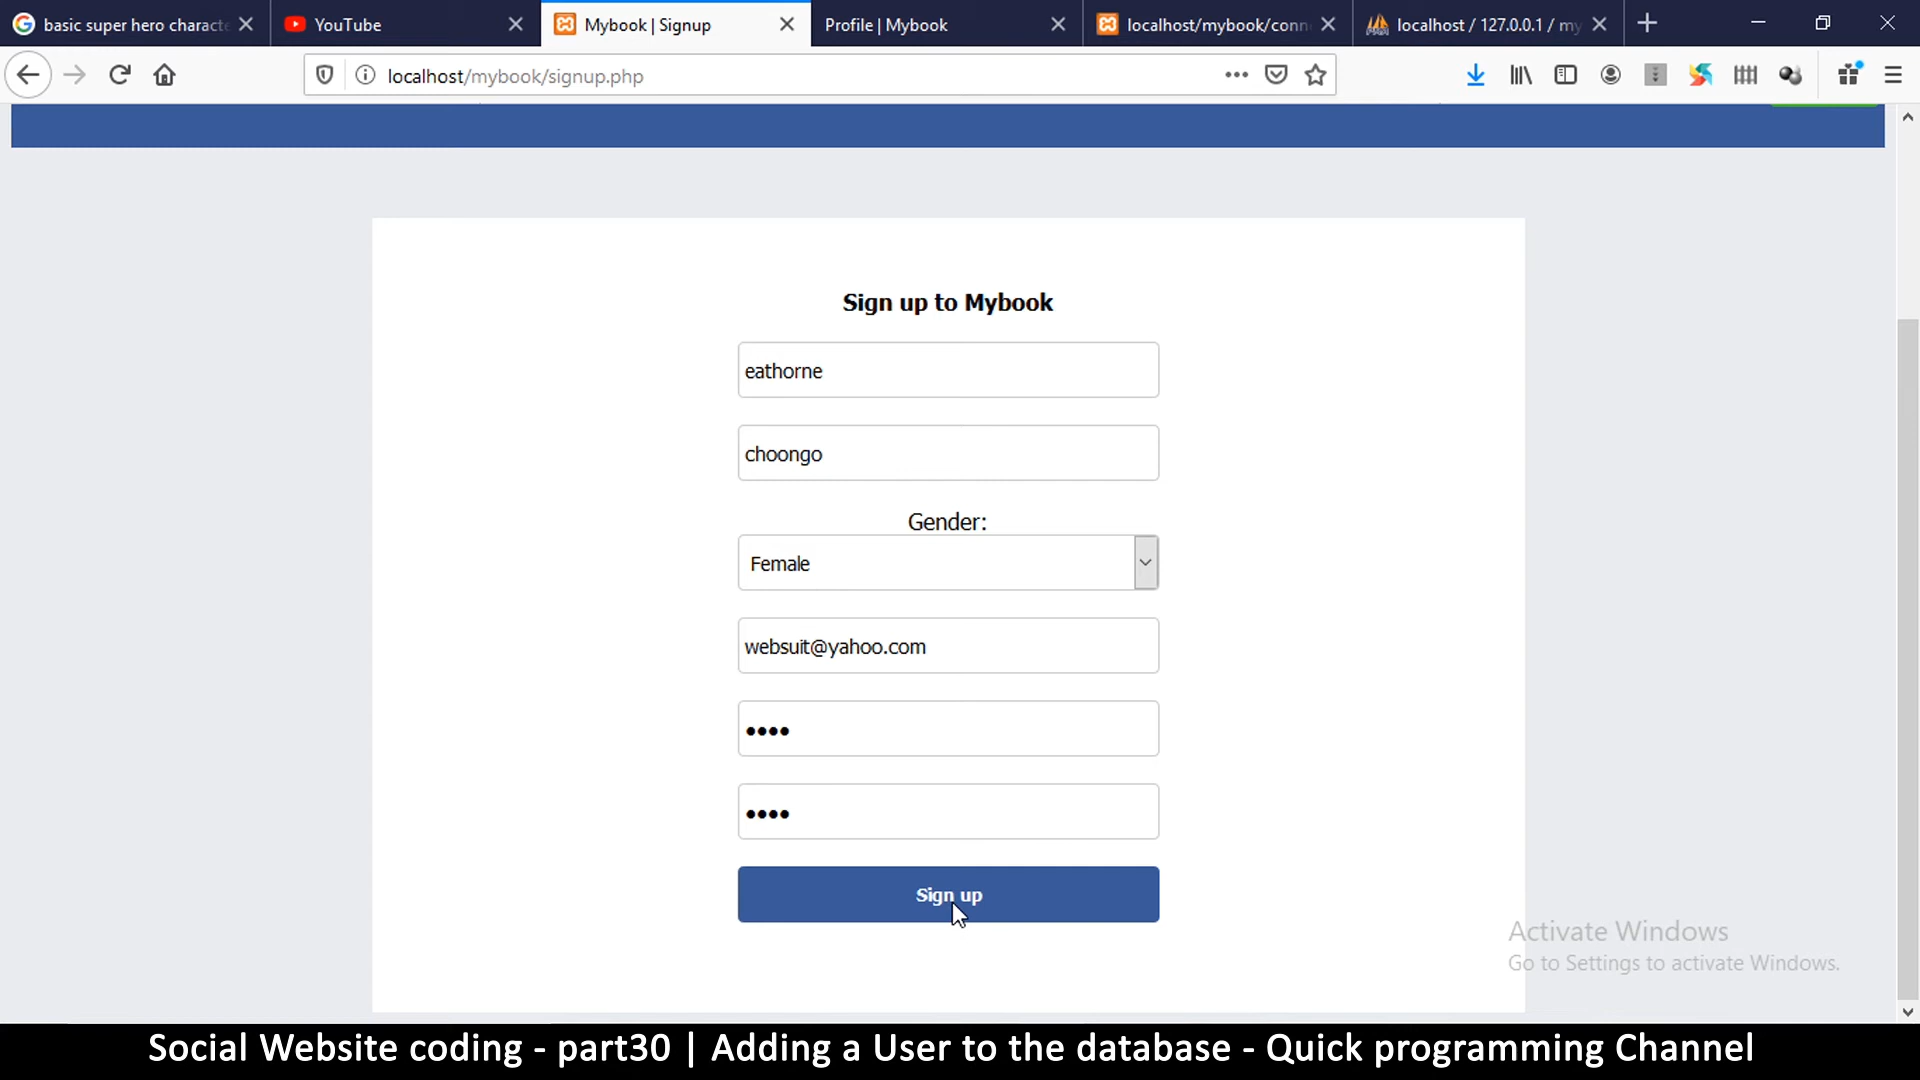 basic super hero characte
YouTube
Mybook | Signup
Profile | Mybook
localhost/mybook/conn
localhost / 127.0.0.1 / my
localhost/mybook/signup.php
Sign up to Mybook
eathorne
choongo
Gender:
Female
websuit@yahoo.com
••••
••••
Sign up
Activate Windows
Go to Settings to activate Windows.
Social Website coding - part30 | Adding a User to the database - Quick programming Channel